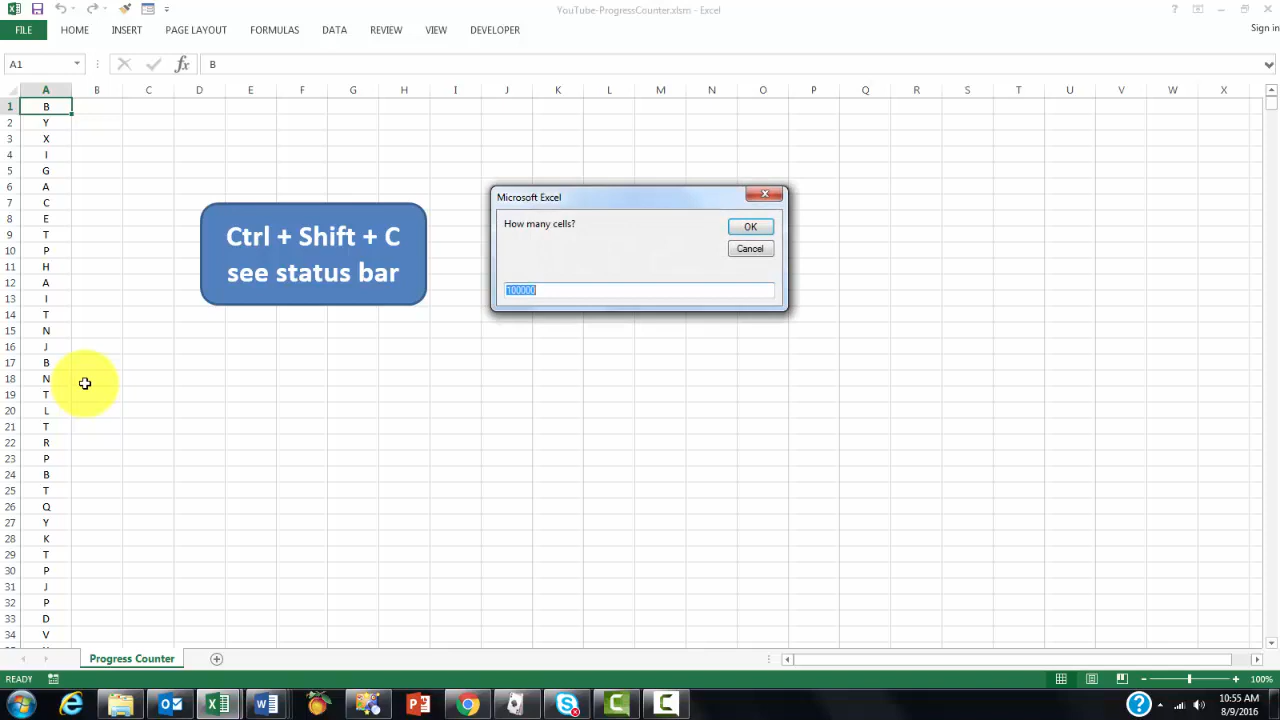 YouTube-ProgressCounter.xlsm - Excel
FILE HOME INSERT PAGE LAYOUT FORMULAS DATA REVIEW VIEW DEVELOPER
Sign in
A1 fx B
A B C D E F G H I J K L M N O P Q R S T U V W X
1 B
2 Y
3 X
4 I
5 G
6 A
7 C
8 E
9 T
10 P
11 H
12 A
13 I
14 T
15 N
16 J
17 B
18 N
19 T
20 L
21 T
22 R
23 P
24 B
25 T
26 Q
27 Y
28 K
29 T
30 P
31 J
32 P
33 D
34 V
Ctrl + Shift + C
see status bar
Microsoft Excel
How many cells?
OK
Cancel
100000
Progress Counter
READY
100%
10:55 AM
8/9/2016